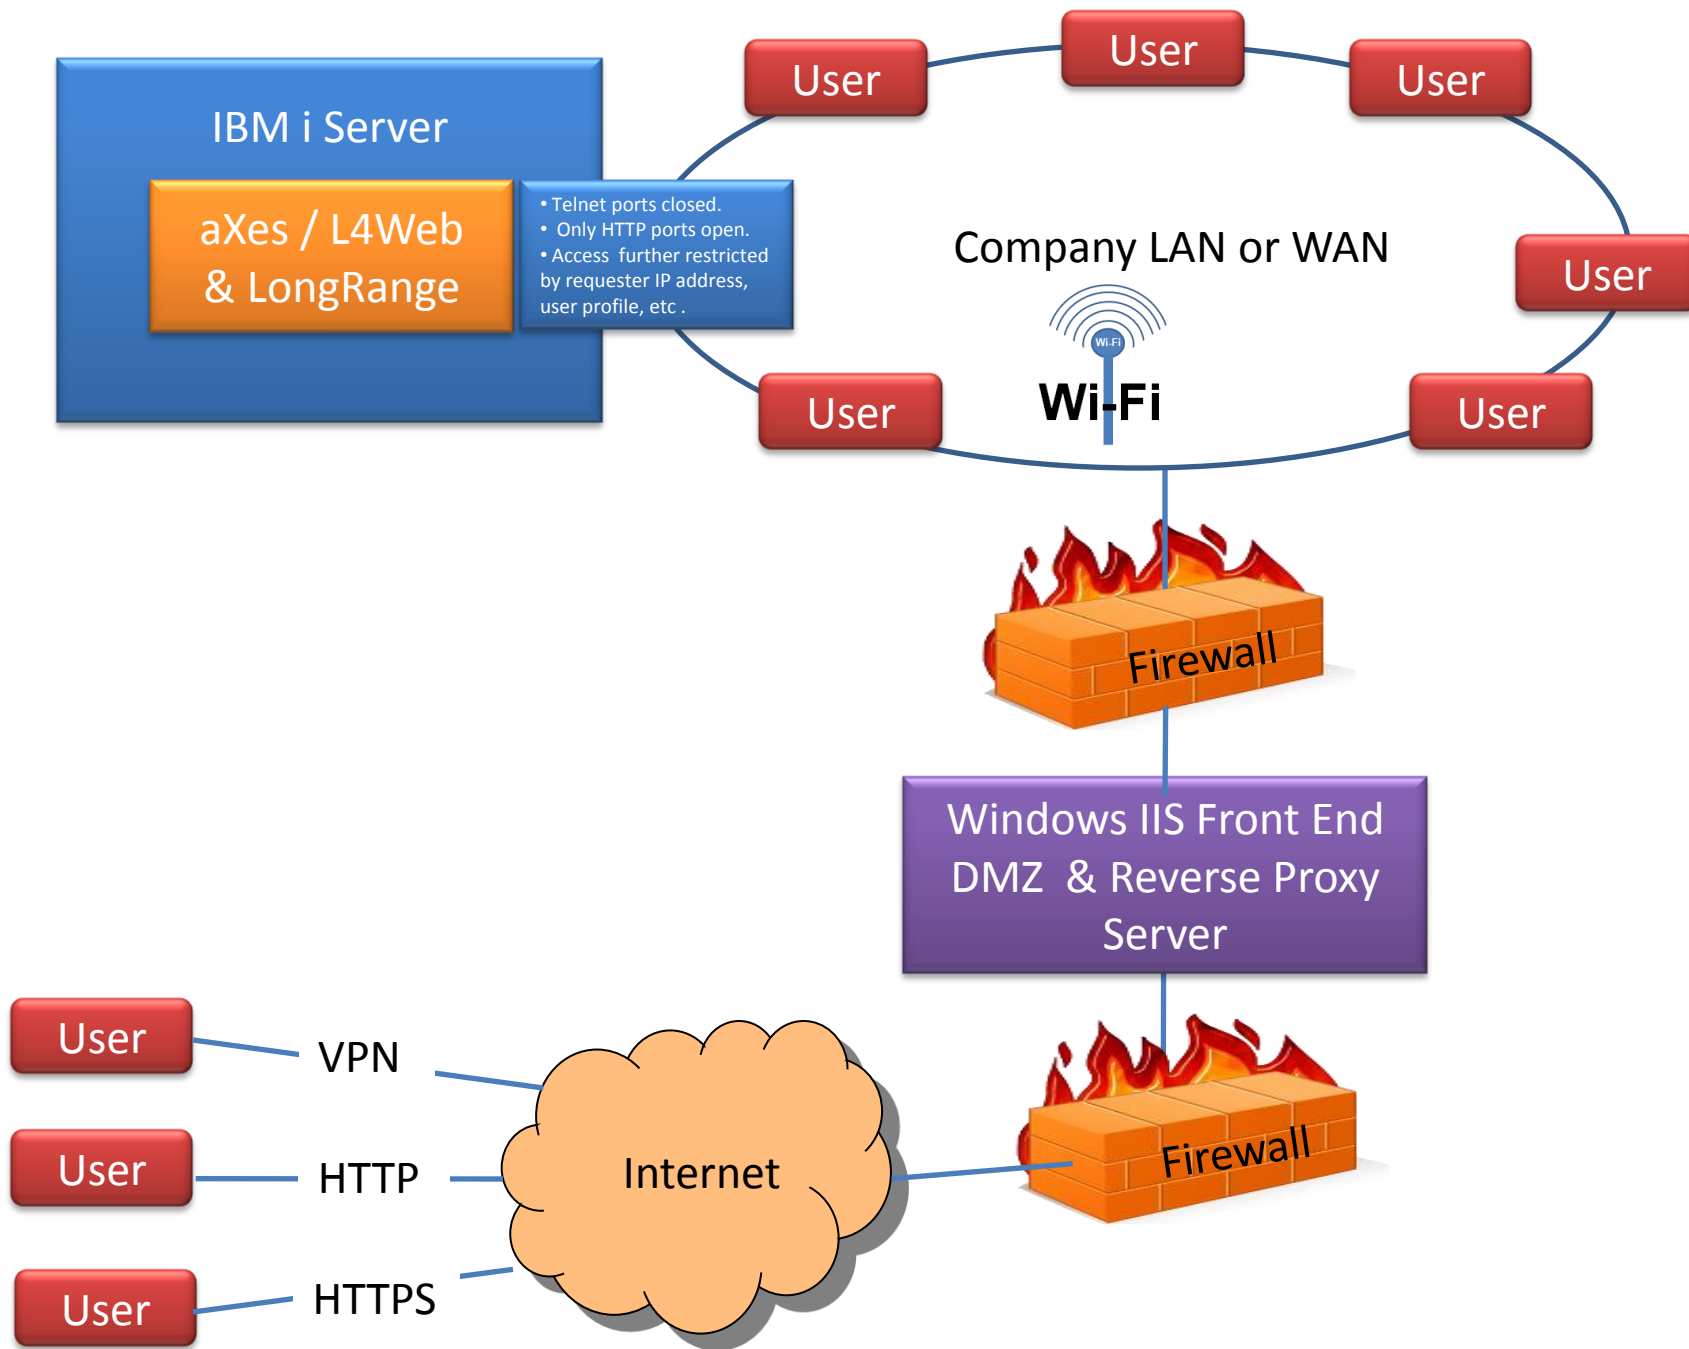 User
User
User
IBM i Server
aXes / L4Web
& LongRange
• Telnet ports closed.
• Only HTTP ports open.
• Access further restricted
by requester IP address,
user profile, etc .
Company LAN or WAN
User
Wi-Fi
Wi-Fi
User
User
Firewall
Windows IIS Front End
DMZ & Reverse Proxy
Server
User
VPN
User
HTTP
Internet
Firewall
User
HTTPS